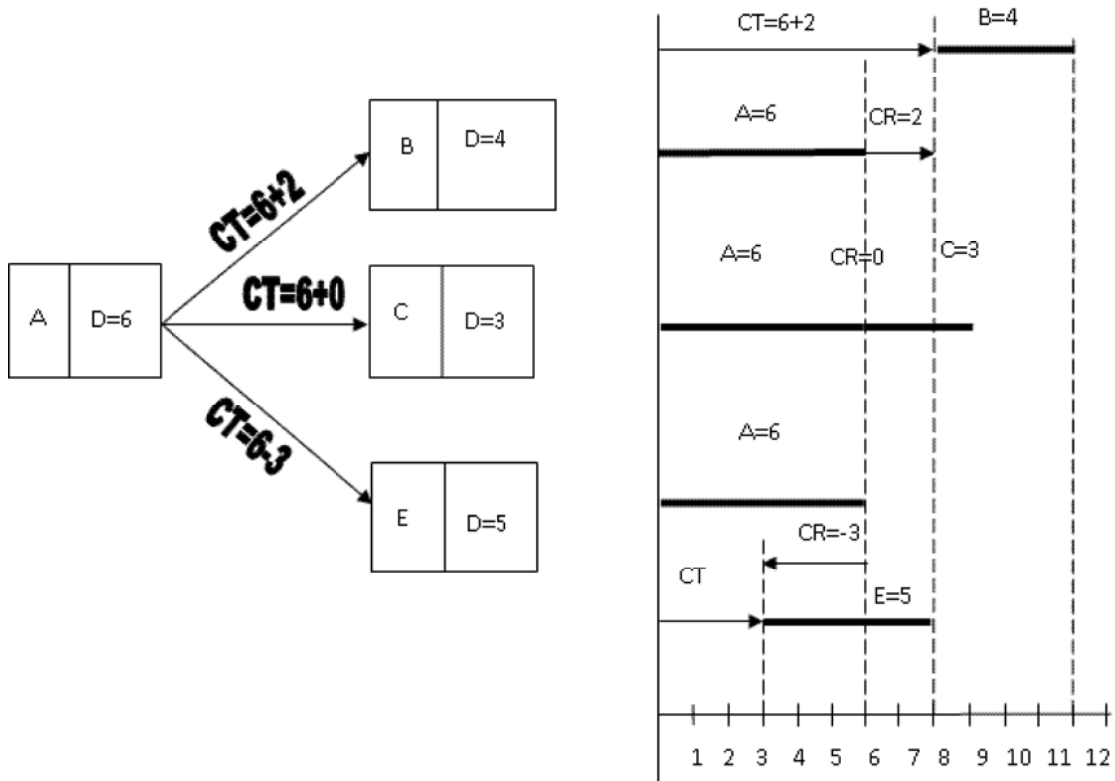 B
D=4
CT=6+2
A
D=6
CT=6+0
C
D=3
CT=6-3
E
D=5
CT=6+2
B=4
A=6
CR=2
A=6
CR=0
C=3
A=6
CR=-3
CT
E=5
1 2 3 4 5 6 7 8 9 10 11 12